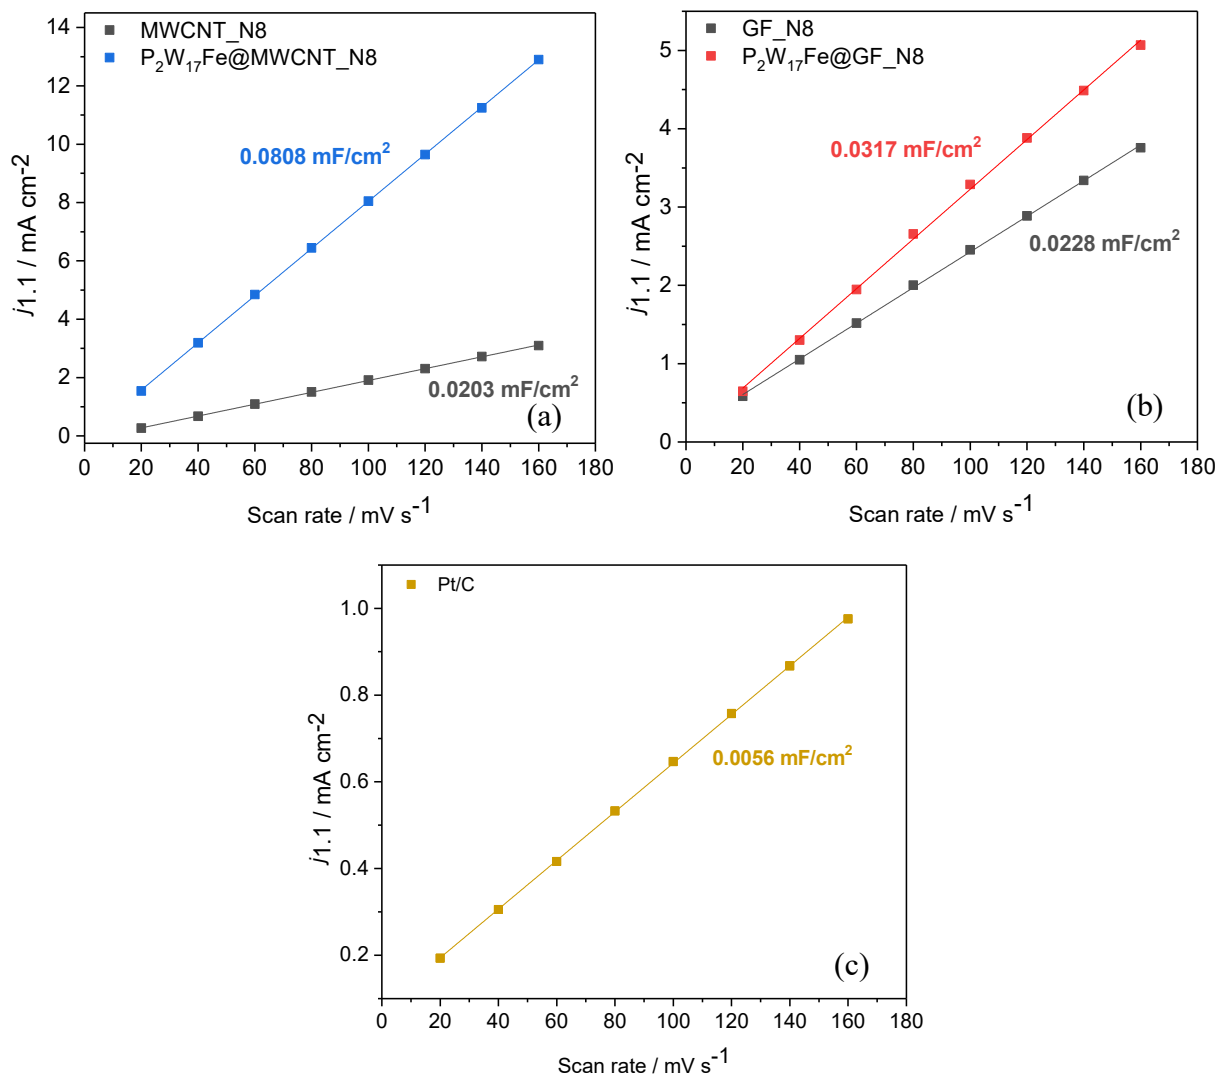 MWCNT_N8
P₂W₁₇Fe@MWCNT_N8
14
12
10
8
6
4
2
0
j1.1 / mA cm-2
0.0808 mF/cm²
0.0203 mF/cm²
(a)
0 20 40 60 80 100 120 140 160 180
Scan rate / mV s-1
GF_N8
P₂W₁₇Fe@GF_N8
5
4
3
2
1
0
j1.1 / mA cm-2
0.0317 mF/cm²
0.0228 mF/cm²
(b)
0 20 40 60 80 100 120 140 160 180
Scan rate / mV s-1
Pt/C
1.0
0.8
0.6
0.4
0.2
j1.1 / mA cm-2
0.0056 mF/cm²
(c)
0 20 40 60 80 100 120 140 160 180
Scan rate / mV s-1